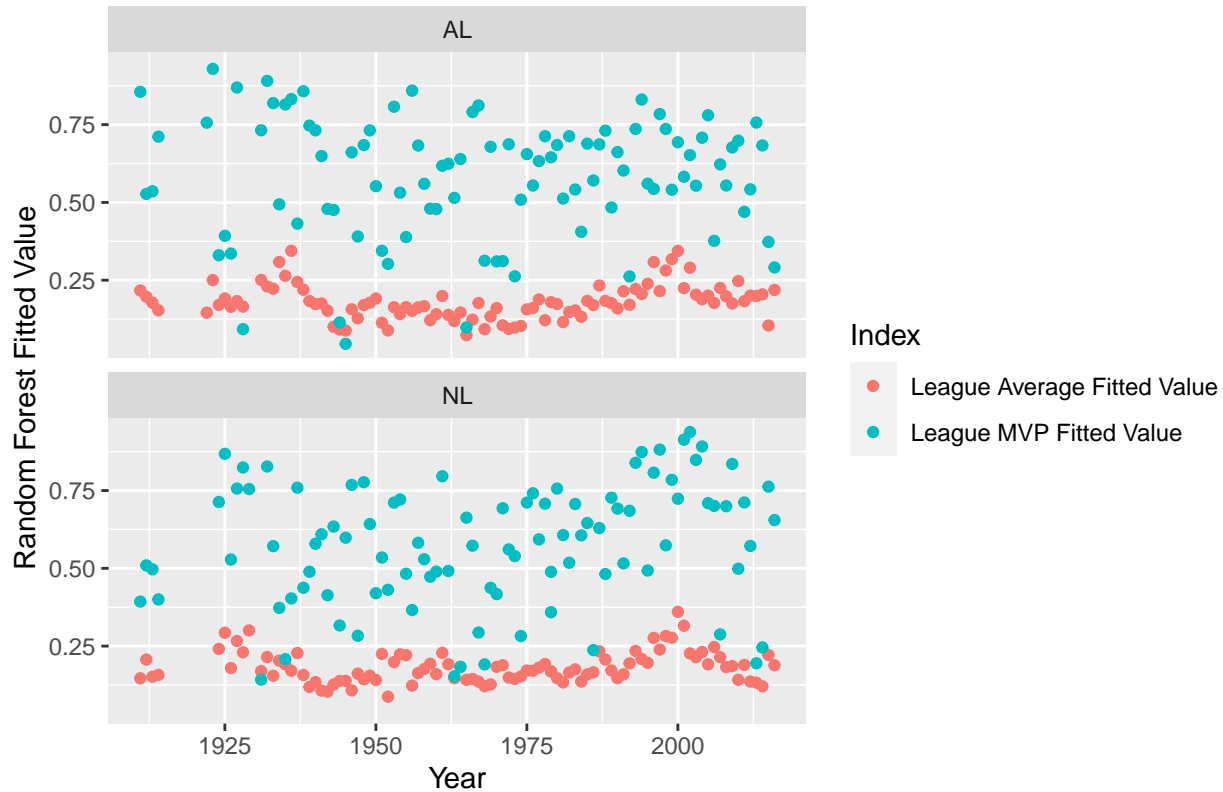 AL
0.75
0.50
0.25
NL
0.75
0.50
0.25
1925 1950 1975 2000
Year
Random Forest Fitted Value
Index
League Average Fitted Value
League MVP Fitted Value